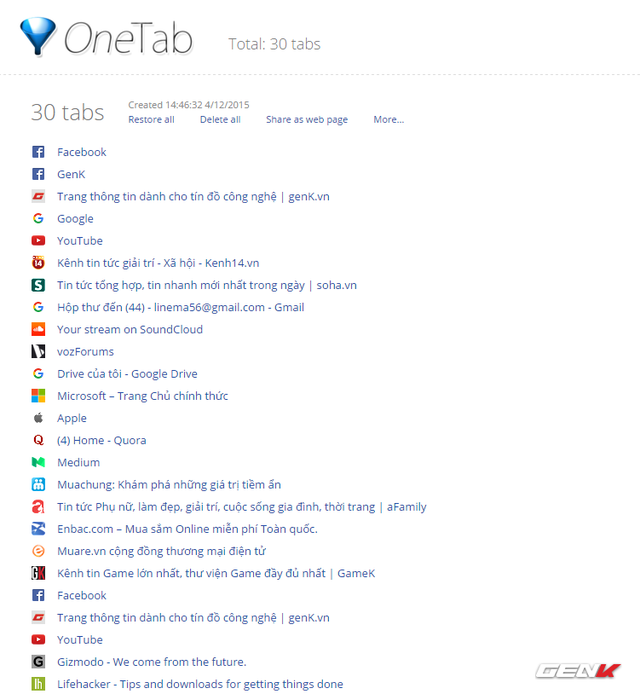 OneTab
Total: 30 tabs
30 tabs
Created 14:46:32 4/12/2015
Restore all Delete all Share as web page More...
Facebook
GenK
Trang thông tin dành cho tín đồ công nghệ | genK.vn
Google
YouTube
Kênh tin tức giải trí - Xã hội - Kenh14.vn
Tin tức tổng hợp, tin nhanh mới nhất trong ngày | soha.vn
Hộp thư đến (44) - linema56@gmail.com - Gmail
Your stream on SoundCloud
vozForums
Drive của tôi - Google Drive
Microsoft – Trang Chủ chính thức
Apple
(4) Home - Quora
Medium
Muachung: Khám phá những giá trị tiềm ẩn
Tin tức Phụ nữ, làm đẹp, giải trí, cuộc sống gia đình, thời trang | aFamily
Enbac.com – Mua sắm Online miễn phí Toàn quốc.
Muare.vn cộng đồng thương mại điện tử
Kênh tin Game lớn nhất, thư viện Game đầy đủ nhất | GameK
Facebook
Trang thông tin dành cho tín đồ công nghệ | genK.vn
YouTube
Gizmodo - We come from the future.
Lifehacker - Tips and downloads for getting things done
GENK